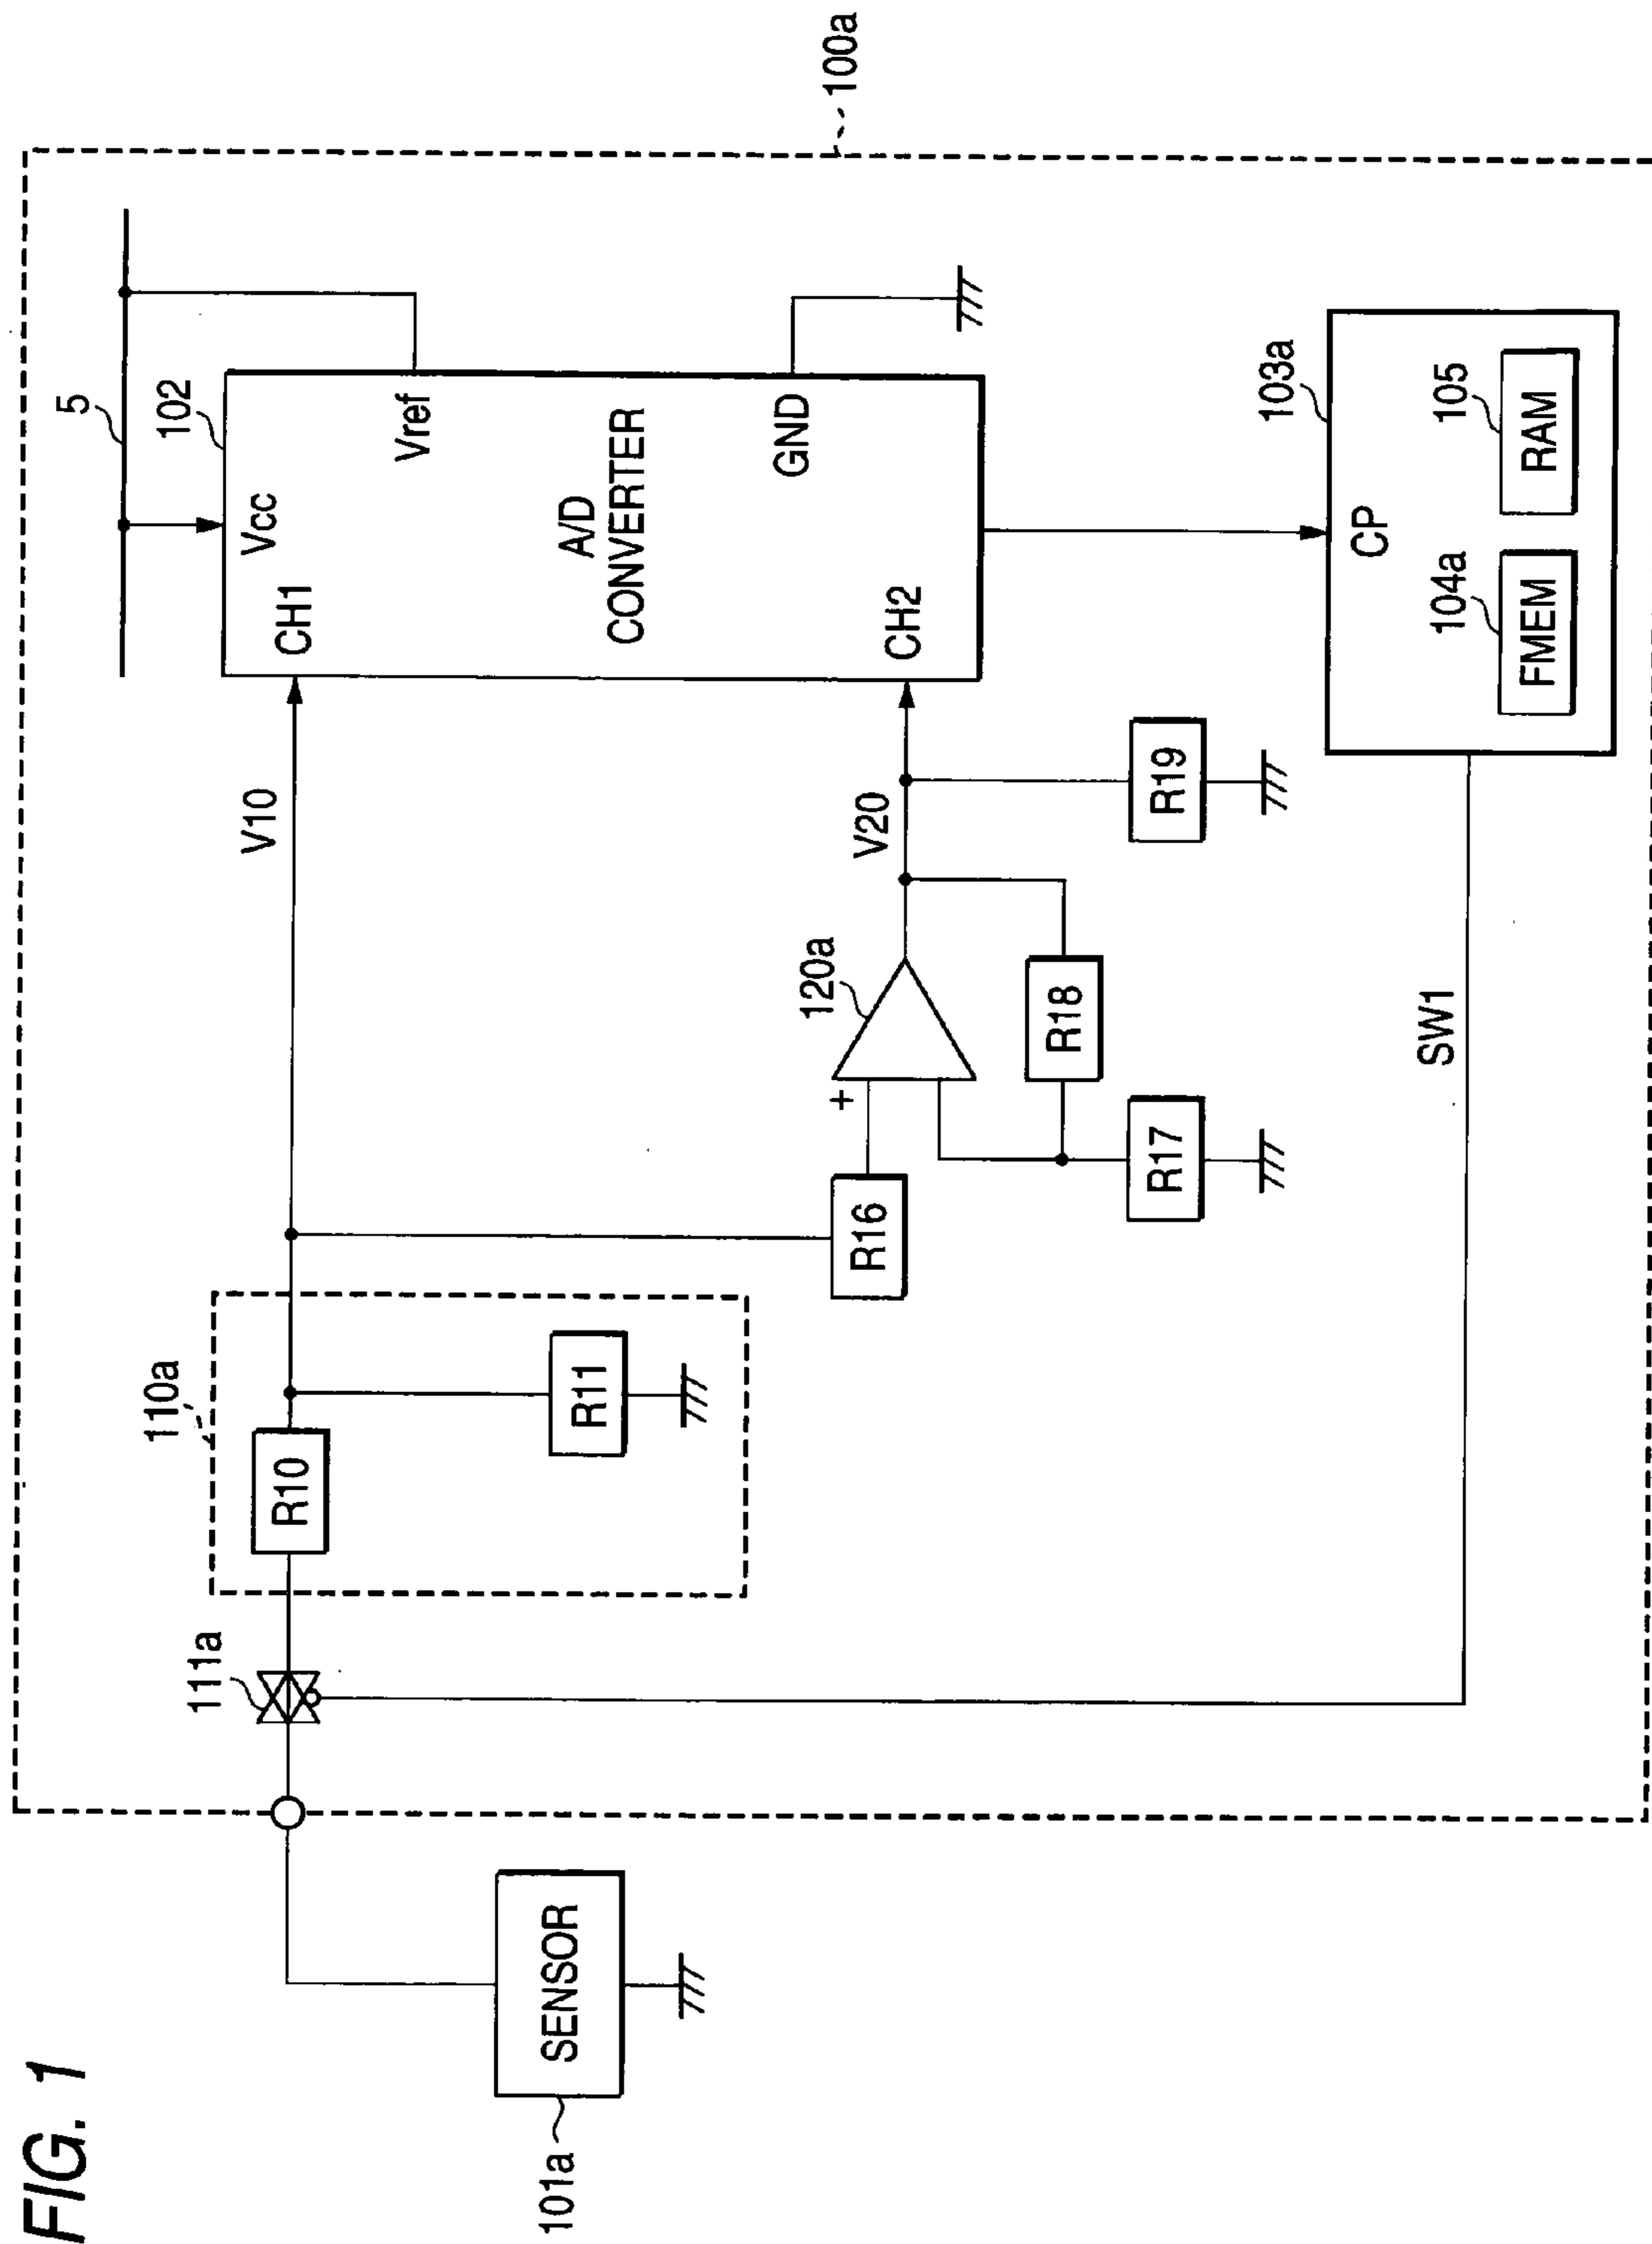 FIG. 1
100a
5
102
Vcc
Vref
CH1
A/D
CONVERTER
CH2
GND
V10
110a
R10
R11
111a
SENSOR
101a
R16
+
120a
V20
R18
R17
R19
SW1
103a
CP
104a
FMEM
105
RAM